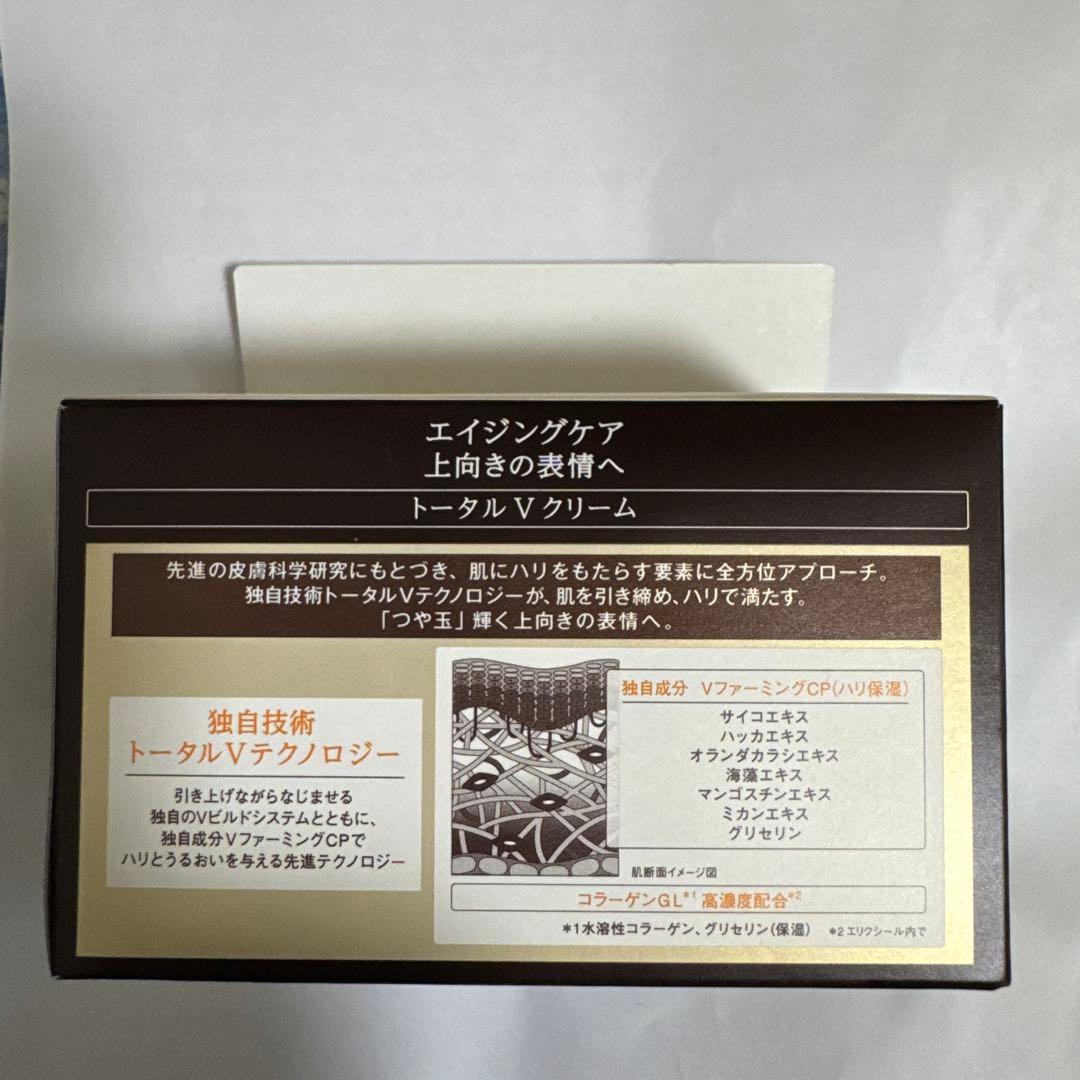 エイジングケア
上向きの表情へ
トータル V クリーム
先進の皮膚科学研究にもとづき、肌にハリをもたらす要素に全方位アプローチ。
独自技術トータルVテクノロジーが、肌を引き締め、ハリで満たす。
「つや玉」輝く上向きの表情へ。
独自技術
トータルVテクノロジー
引き上げながらなじませる
独自のVビルドシステムとともに、
独自成分VファーミングCPで
ハリとうるおいを与える先進テクノロジー
独自成分 VファーミングCP(ハリ保湿)
サイコエキス
ハッカエキス
オランダカラシエキス
海藻エキス
マンゴスチンエキス
ミカンエキス
グリセリン
肌断面イメージ図
コラーゲンGL*1 高濃度配合*2
*1水溶性コラーゲン、グリセリン(保湿) *2 エリクシール内で